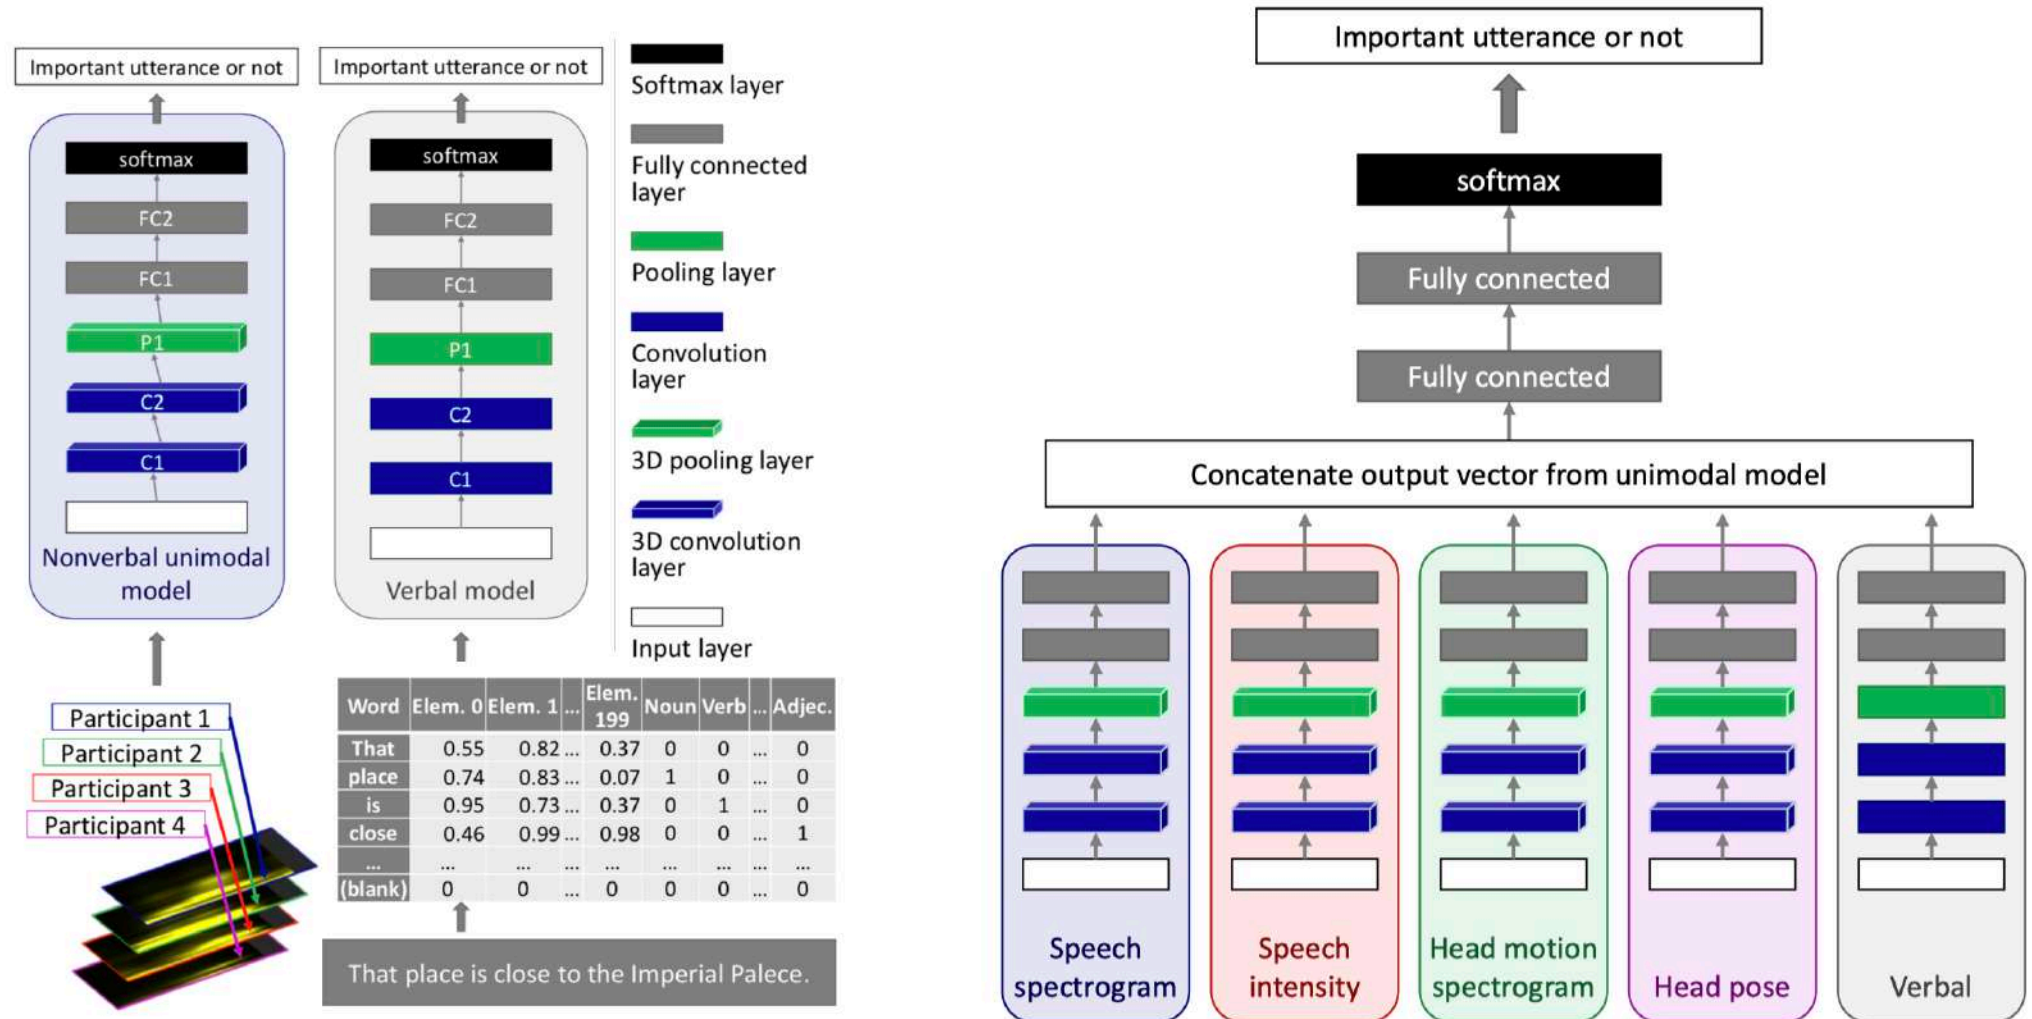 Important utterance or not
softmax
FC2
FC1
P1
C2
C1
Nonverbal unimodal
model
Participant 1
Participant 2
Participant 3
Participant 4
Important utterance or not
softmax
FC2
FC1
P1
C2
C1
Verbal model
Word Elem. 0 Elem. 1 ... Elem. 199 Noun Verb ... Adjec.
That 0.55 0.82 ... 0.37 0 0 ... 0
place 0.74 0.83 ... 0.07 1 0 ... 0
is 0.95 0.73 ... 0.37 0 1 ... 0
close 0.46 0.99 ... 0.98 0 0 ... 1
... ... ... ... ... ... ... ... ...
(blank) 0 0 ... 0 0 0 ... 0
That place is close to the Imperial Palece.
Softmax layer
Fully connected
layer
Pooling layer
Convolution
layer
3D pooling layer
3D convolution
layer
Input layer
Important utterance or not
softmax
Fully connected
Fully connected
Concatenate output vector from unimodal model
Speech
spectrogram
Speech
intensity
Head motion
spectrogram
Head pose
Verbal